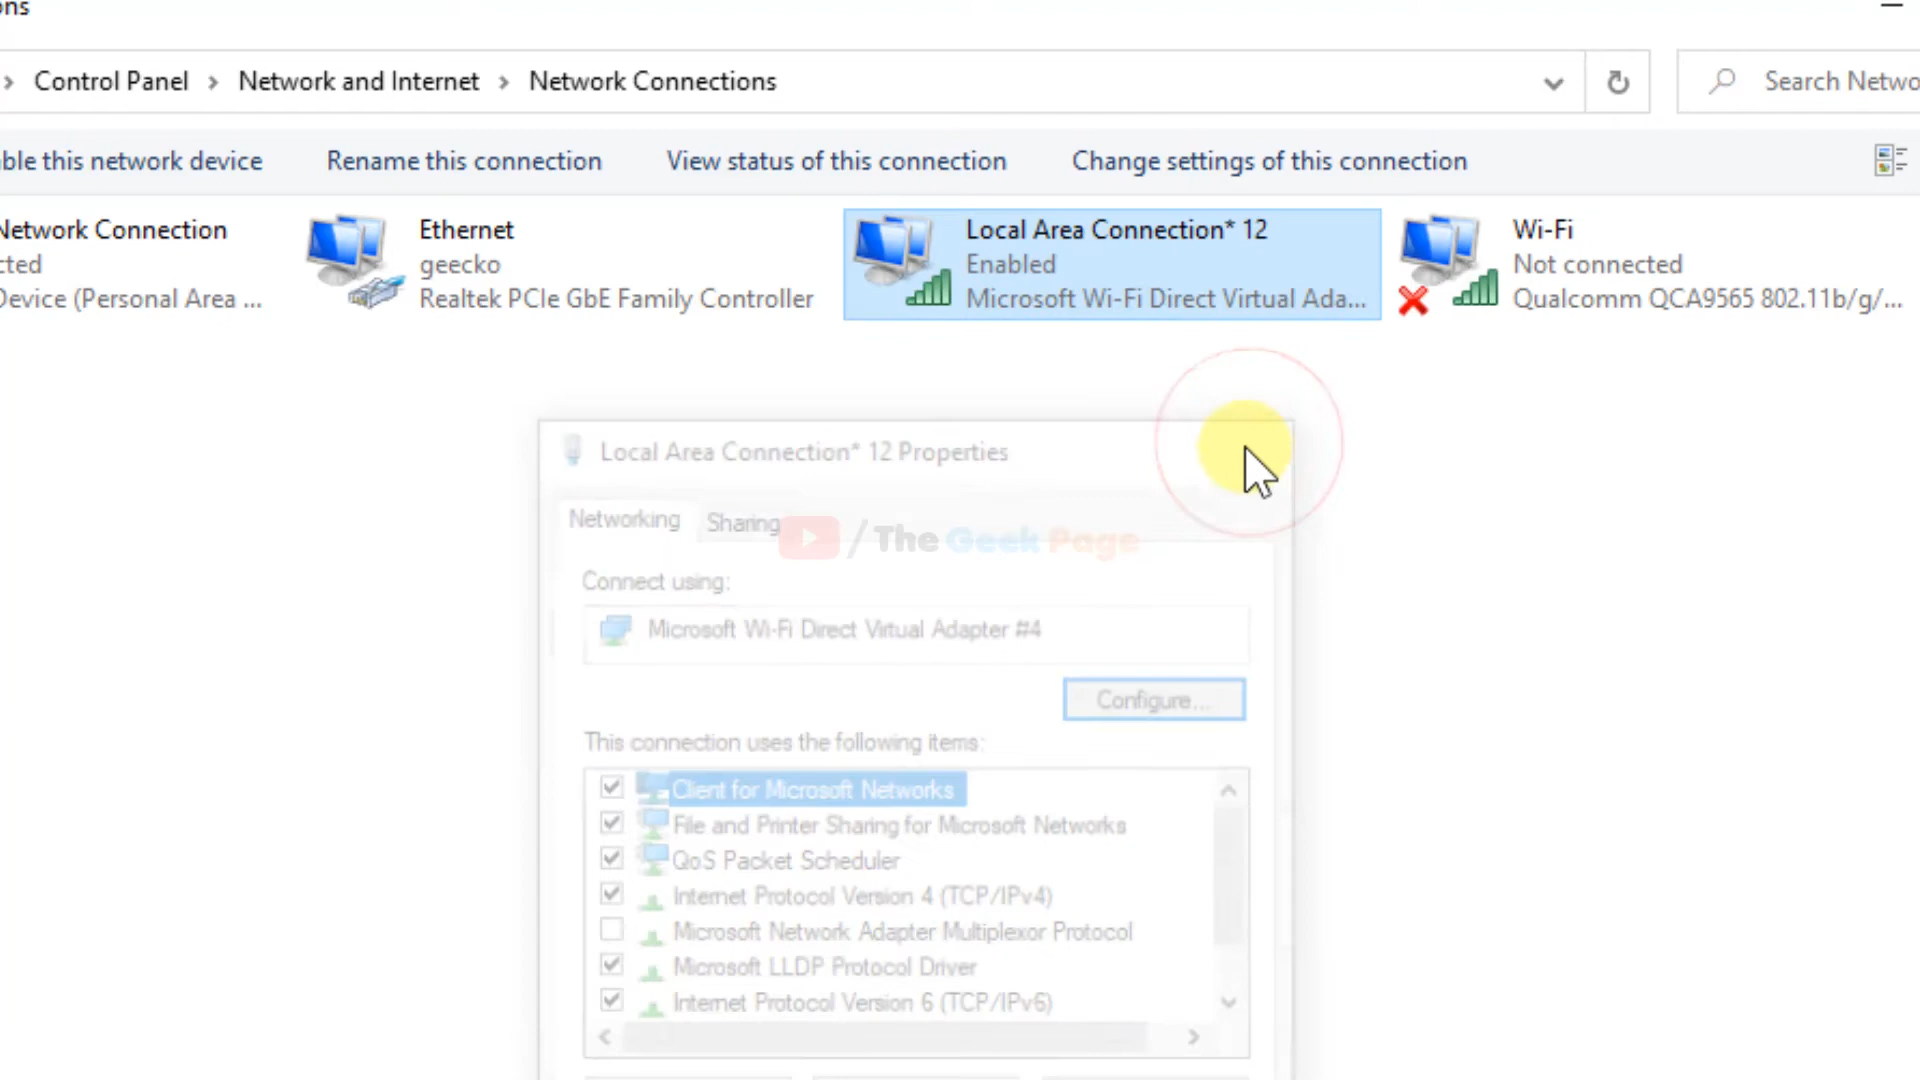 ons
Control Panel > Network and Internet > Network Connections
Search Netwo
ble this network device Rename this connection View status of this connection Change settings of this connection
Network Connection
cted
Device (Personal Area ...
Ethernet
geecko
Realtek PCIe GbE Family Controller
Local Area Connection* 12
Enabled
Microsoft Wi-Fi Direct Virtual Ada...
Wi-Fi
Not connected
Qualcomm QCA9565 802.11b/g/...
Local Area Connection* 12 Properties
Networking Sharing
/ The Geek Page
Connect using:
Microsoft Wi-Fi Direct Virtual Adapter #4
Configure...
This connection uses the following items:
Client for Microsoft Networks
File and Printer Sharing for Microsoft Networks
QoS Packet Scheduler
Internet Protocol Version 4 (TCP/IPv4)
Microsoft Network Adapter Multiplexor Protocol
Microsoft LLDP Protocol Driver
Internet Protocol Version 6 (TCP/IPv6)